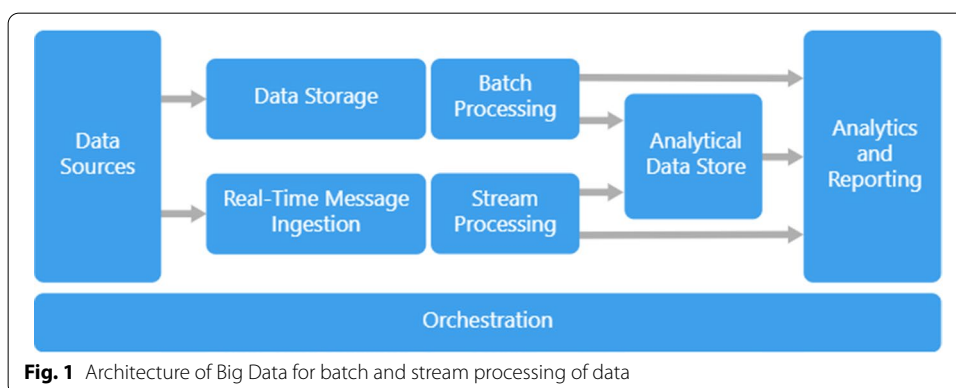 Data
Sources
Data Storage
Batch
Processing
Real-Time Message
Ingestion
Stream
Processing
Analytical
Data Store
Analytics
and
Reporting
Orchestration
Fig. 1 Architecture of Big Data for batch and stream processing of data